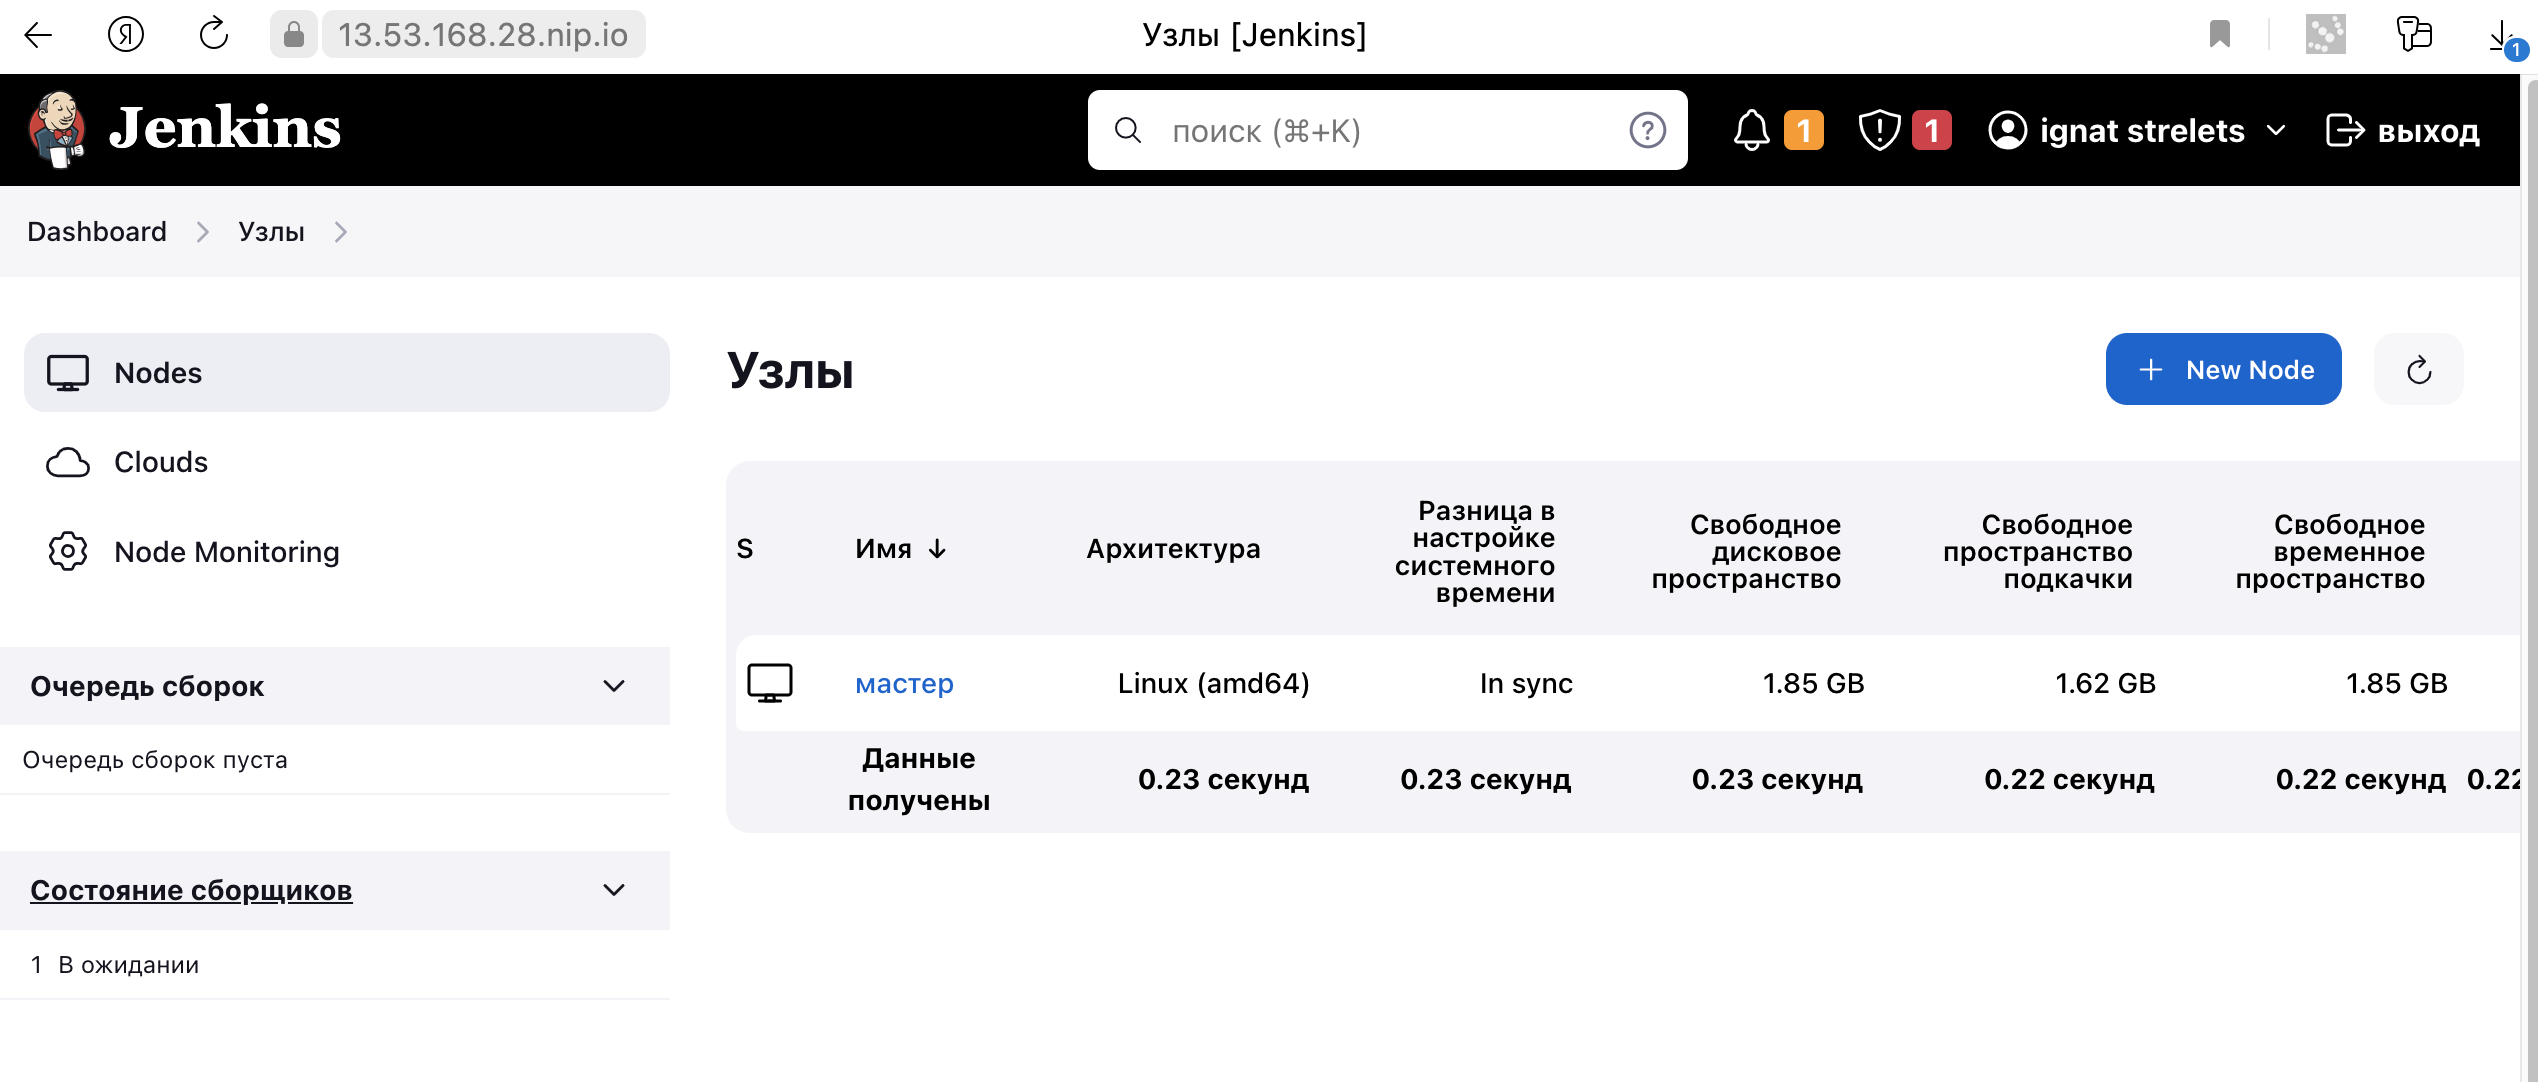 13.53.168.28.nip.io
Узлы [Jenkins]
1
Jenkins
поиск (⌘+K)
1
1
ignat strelets
выход
Dashboard
Узлы
Nodes
Clouds
Node Monitoring
Очередь сборок
Очередь сборок пуста
Состояние сборщиков
1 В ожидании
Узлы
+ New Node
S
Имя ↓
Архитектура
Разница в
настройке
системного
времени
Свободное
дисковое
пространство
Свободное
пространство
подкачки
Свободное
временное
пространство
мастер
Linux (amd64)
In sync
1.85 GB
1.62 GB
1.85 GB
Данные
получены
0.23 секунд
0.23 секунд
0.23 секунд
0.22 секунд
0.22 секунд
0.22